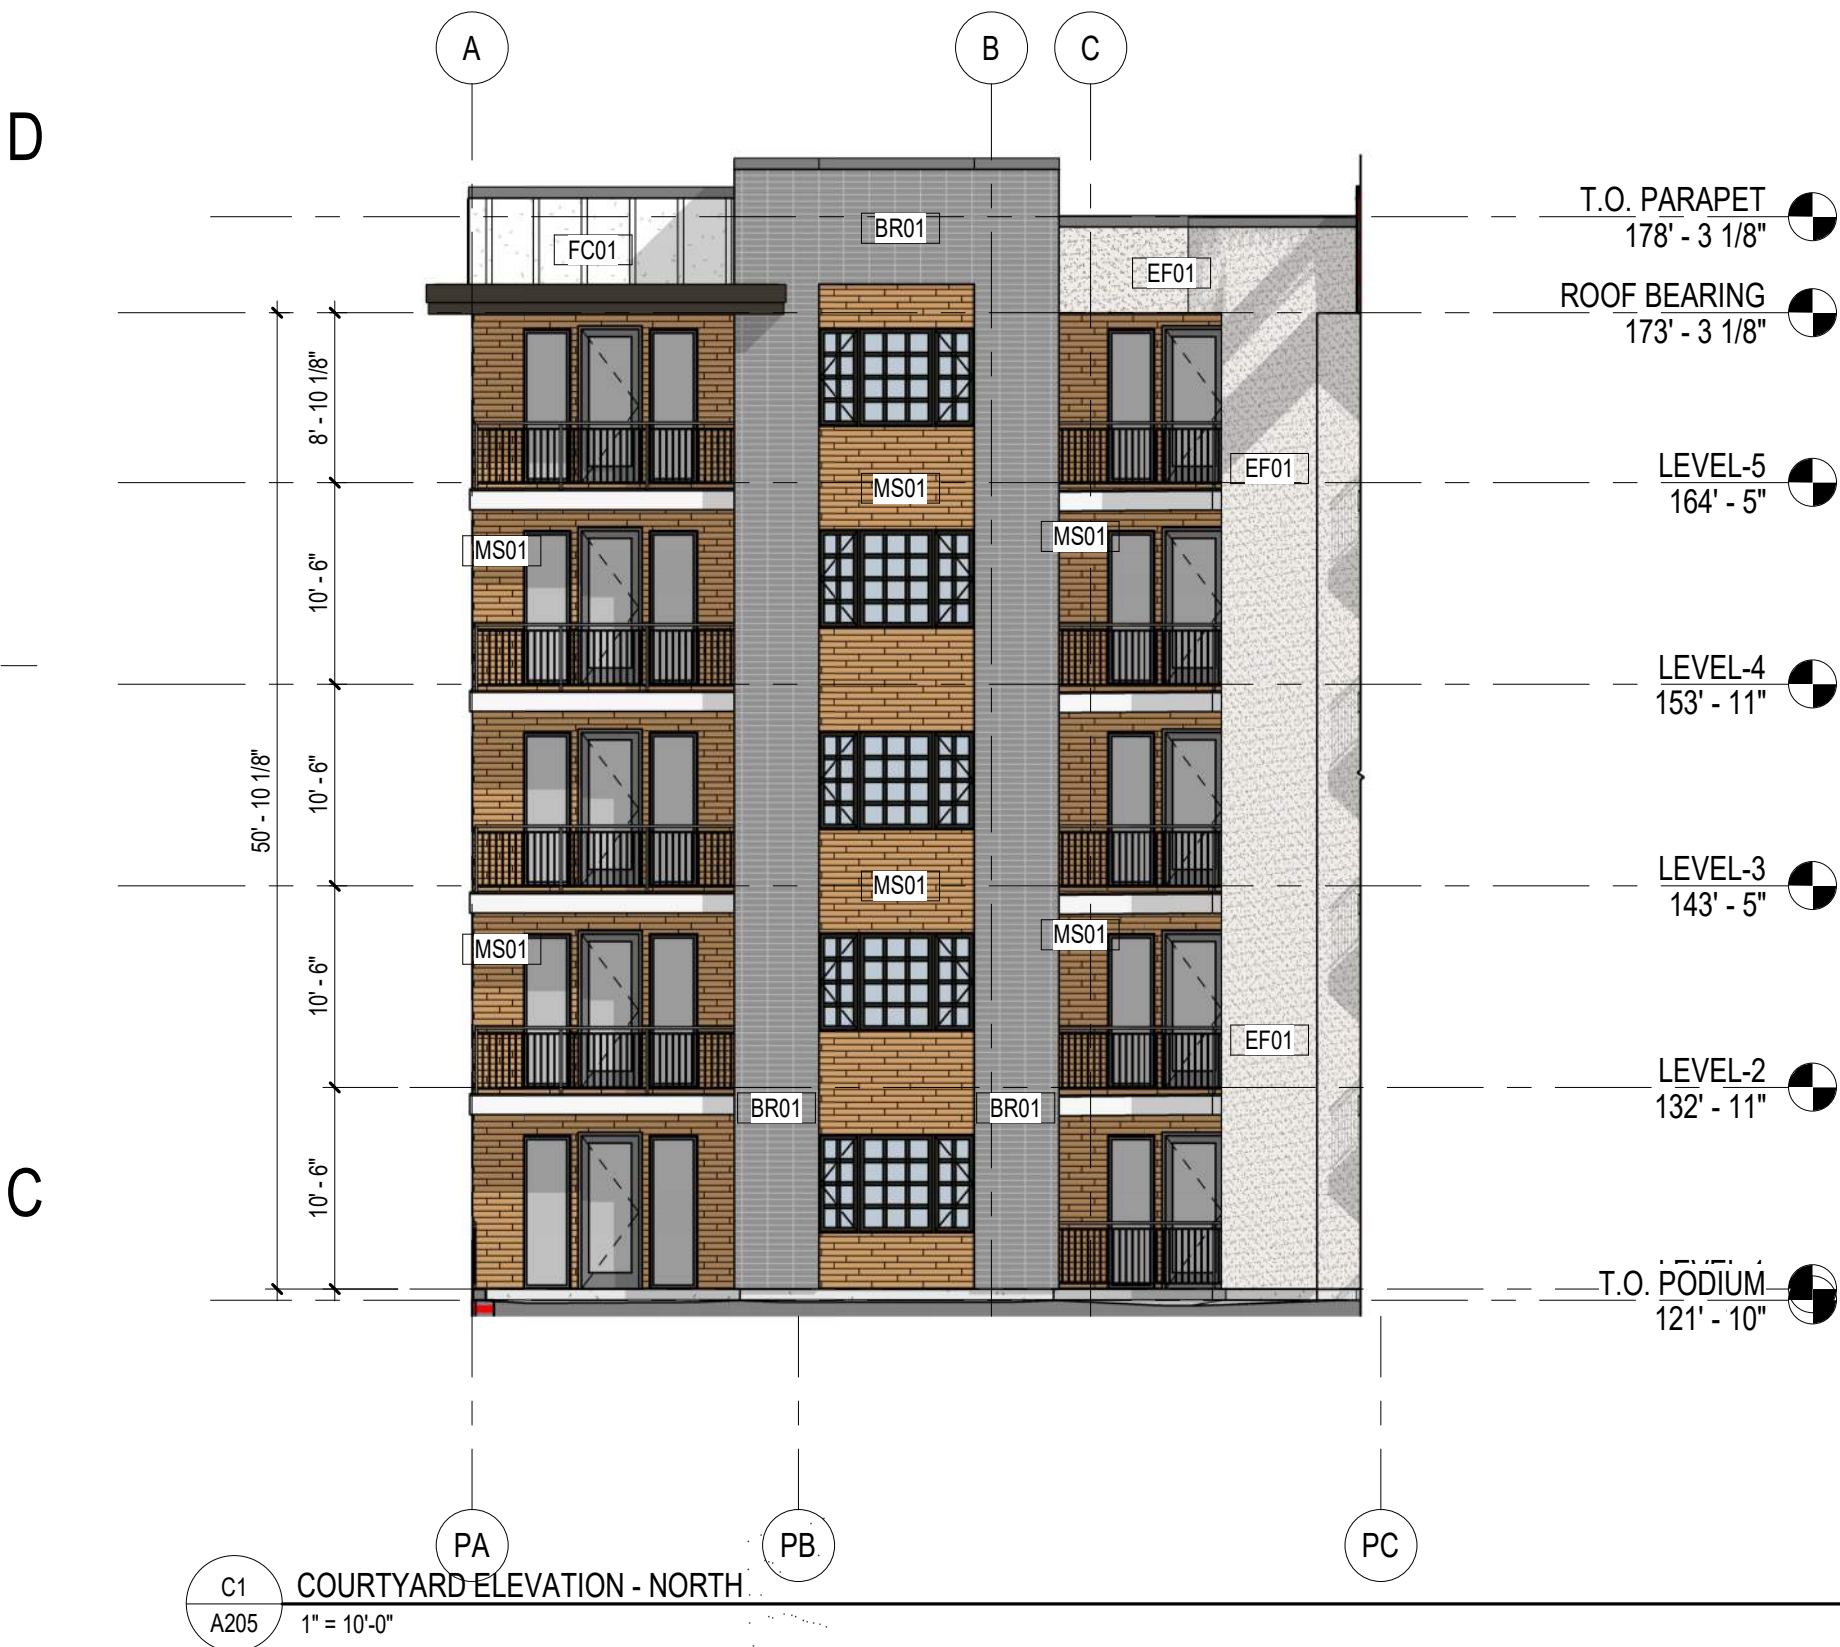 A
B
C
D
T.O. PARAPET
178' - 3 1/8"
BR01
FC01
EF01
ROOF BEARING
173' - 3 1/8"
8' - 10 1/8"
EF01
LEVEL-5
164' - 5"
MS01
MS01
MS01
10' - 6"
LEVEL-4
153' - 11"
50' - 10 1/8"
10' - 6"
LEVEL-3
143' - 5"
MS01
MS01
MS01
10' - 6"
EF01
LEVEL-2
132' - 11"
BR01
BR01
C
10' - 6"
T.O. PODIUM
121' - 10"
PA
PB
PC
C1
COURTYARD ELEVATION - NORTH
A205
1" = 10'-0"